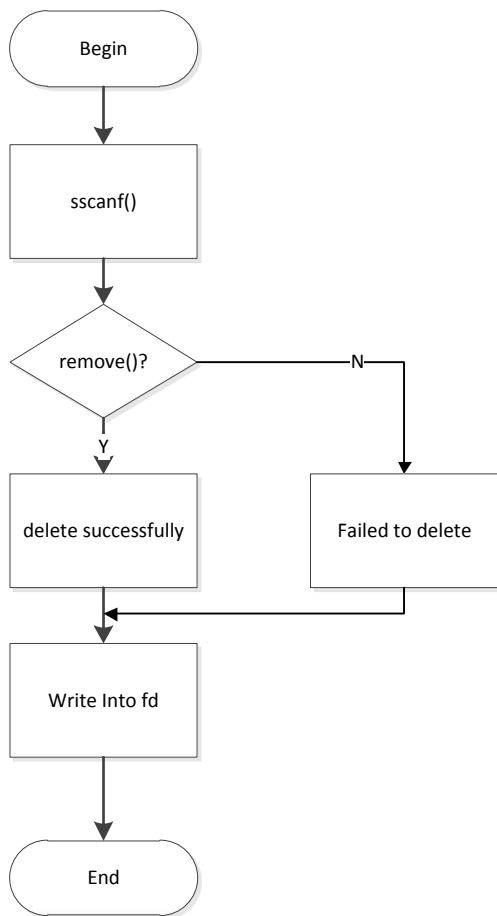 Begin
sscanf()
remove()?
N
Y
delete successfully
Failed to delete
Write Into fd
End